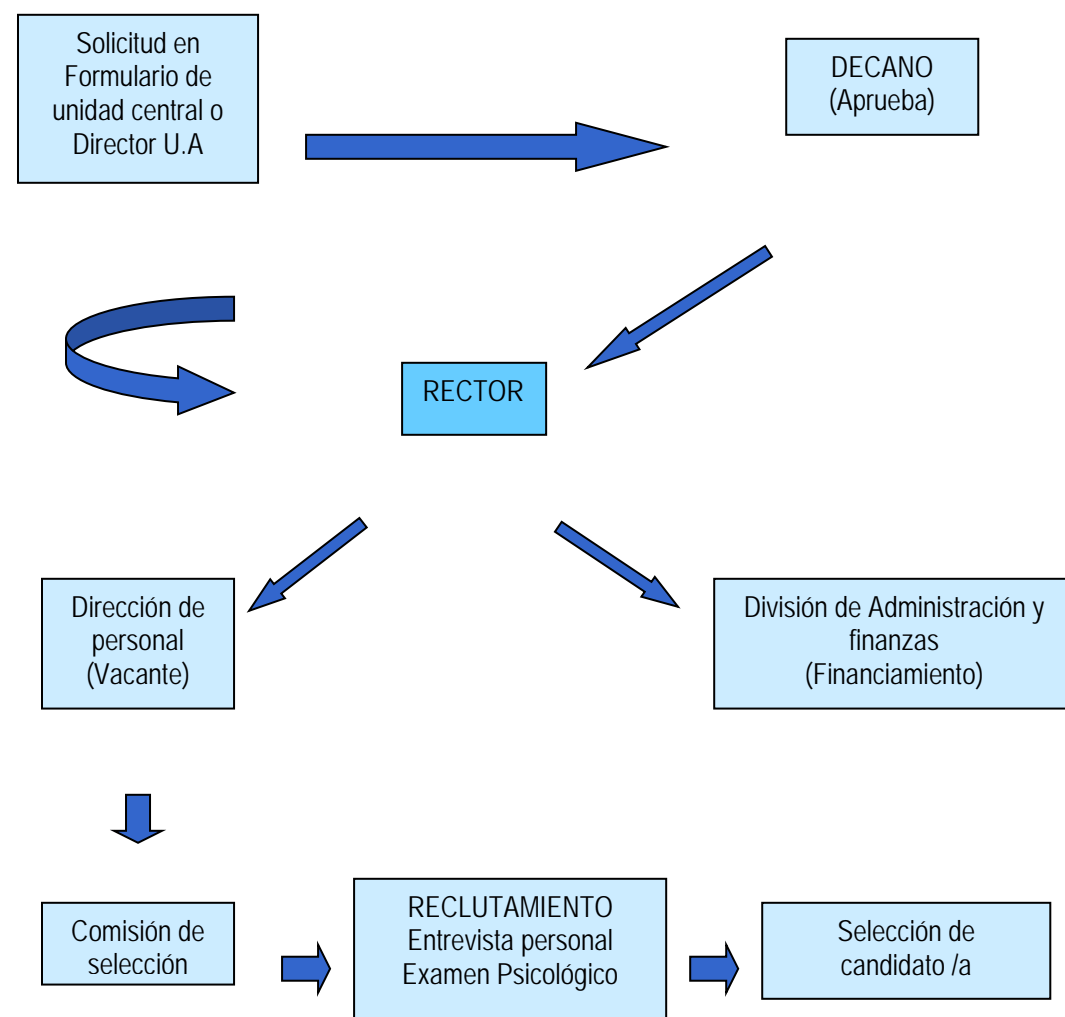 Solicitud en
Formulario de
unidad central o
Director U.A
DECANO
(Aprueba)
RECTOR
Dirección de
personal
(Vacante)
División de Administración y
finanzas
(Financiamiento)
Comisión de
selección
RECLUTAMIENTO
Entrevista personal
Examen Psicológico
Selección de
candidato /a